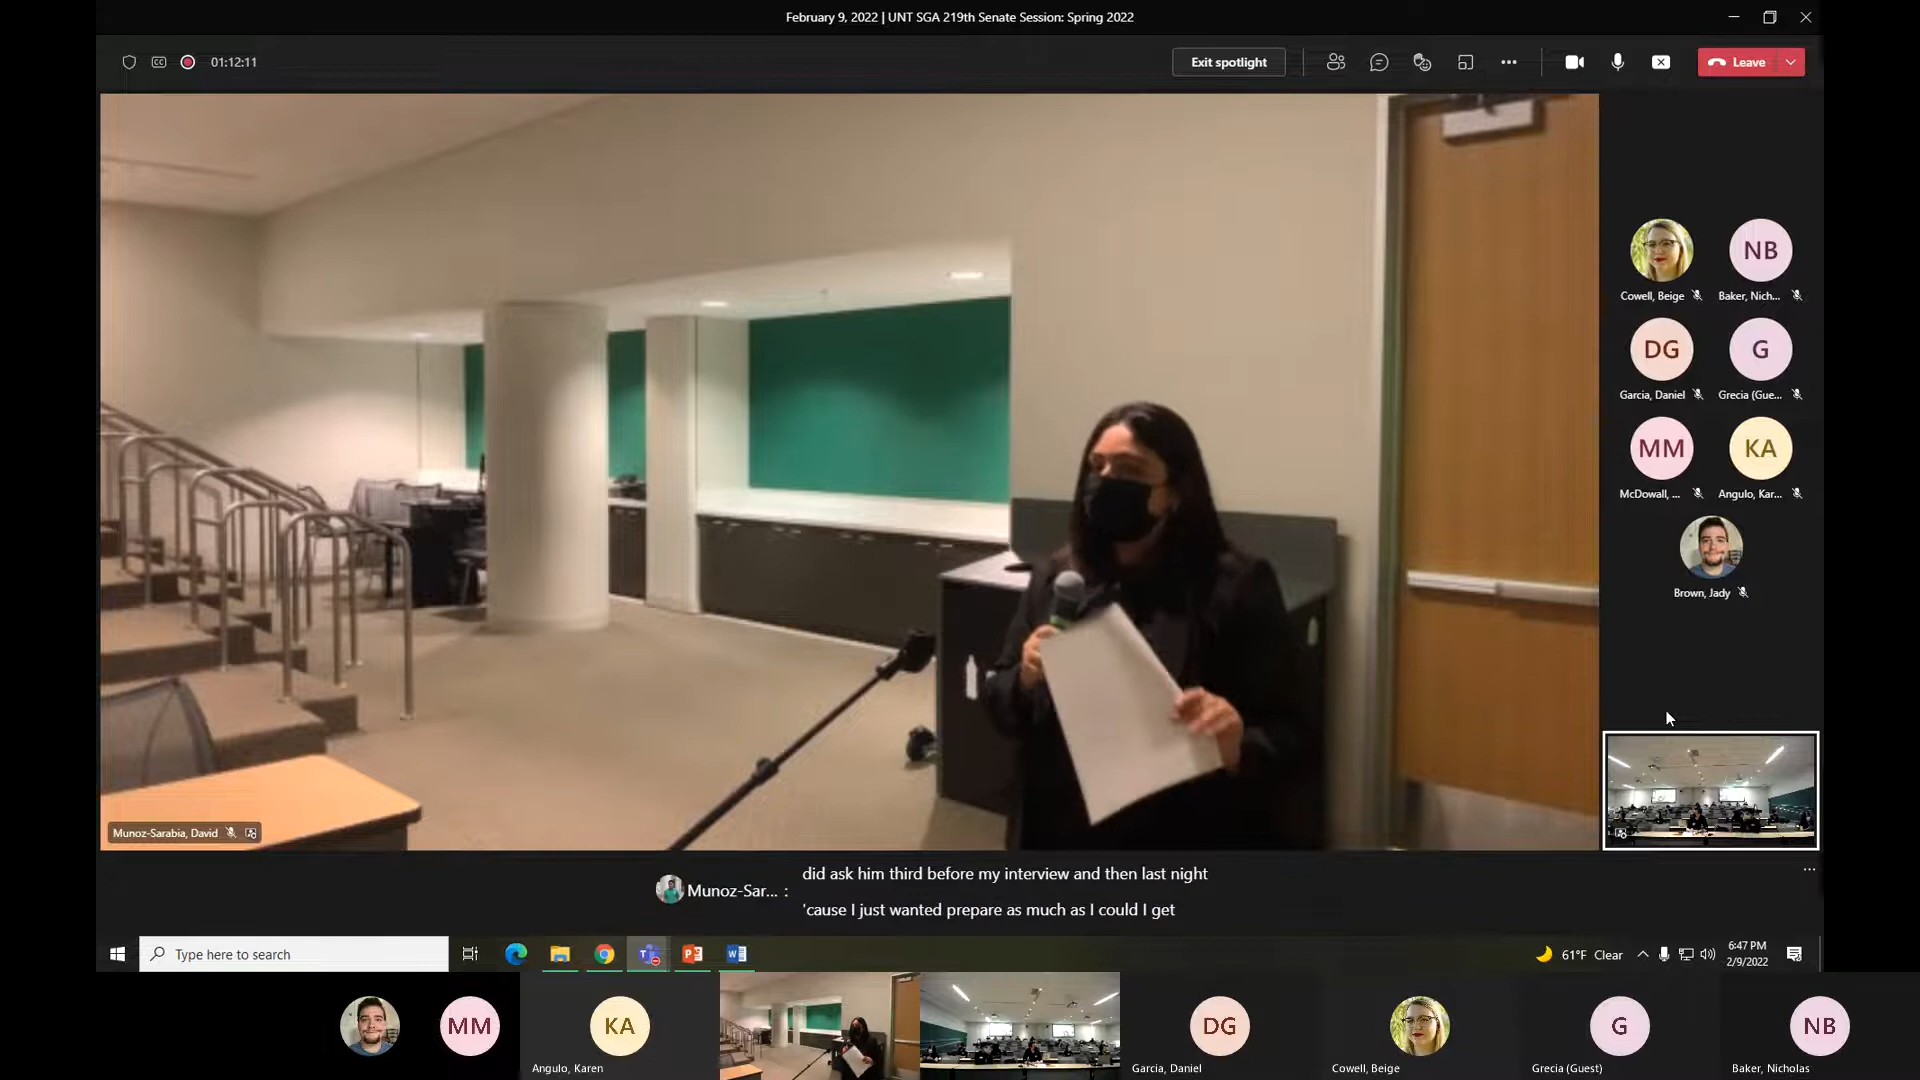 February 9, 2022 | UNT SGA 219th Senate Session: Spring 2022
CC
01:12:11
Exit spotlight
Leave
NB
Cowell, Beige
Baker, Nich...
DG
G
Garcia, Daniel
Grecia (Gue...
MM
KA
McDowall, ...
Angulo, Kar...
Brown, Jady
Munoz-Sarabia, David
Munoz-Sar... :
did ask him third before my interview and then last night
'cause I just wanted prepare as much as I could I get
Type here to search
61°F Clear
6:47 PM
2/9/2022
MM
KA
DG
G
NB
Angulo, Karen
Garcia, Daniel
Cowell, Beige
Grecia (Guest)
Baker, Nicholas